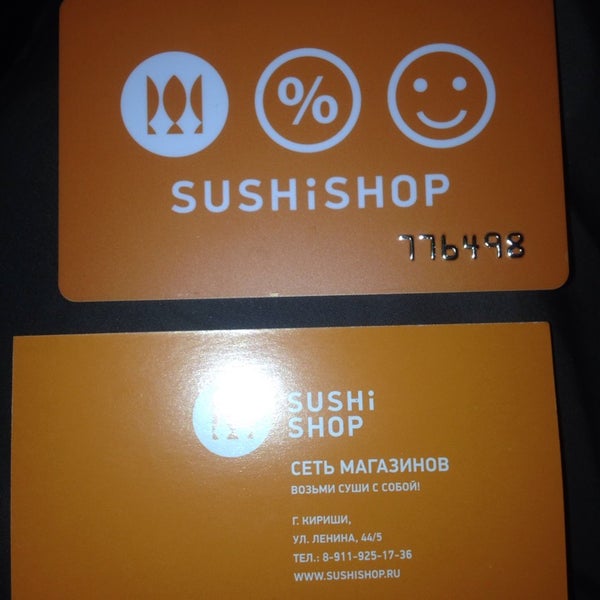 %
SUSHiSHOP
776498
SUSHi
SHOP
СЕТЬ МАГАЗИНОВ
ВОЗЬМИ СУШИ С СОБОЙ!
Г. КИРИШИ,
УЛ. ЛЕНИНА, 44/5
ТЕЛ.: 8-911-925-17-36
WWW.SUSHISHOP.RU